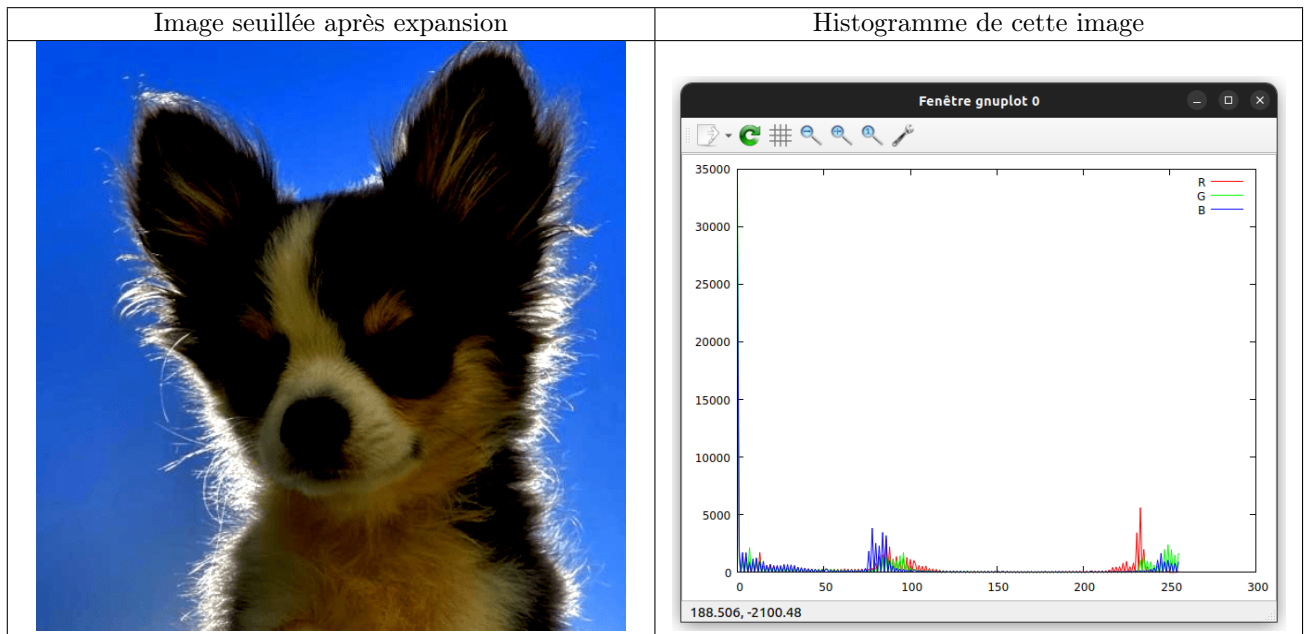 Image seuillée après expansion
Histogramme de cette image
Fenêtre gnuplot 0
35000
30000
25000
20000
15000
10000
5000
0
0 50 100 150 200 250 300
R
G
B
188.506, -2100.48